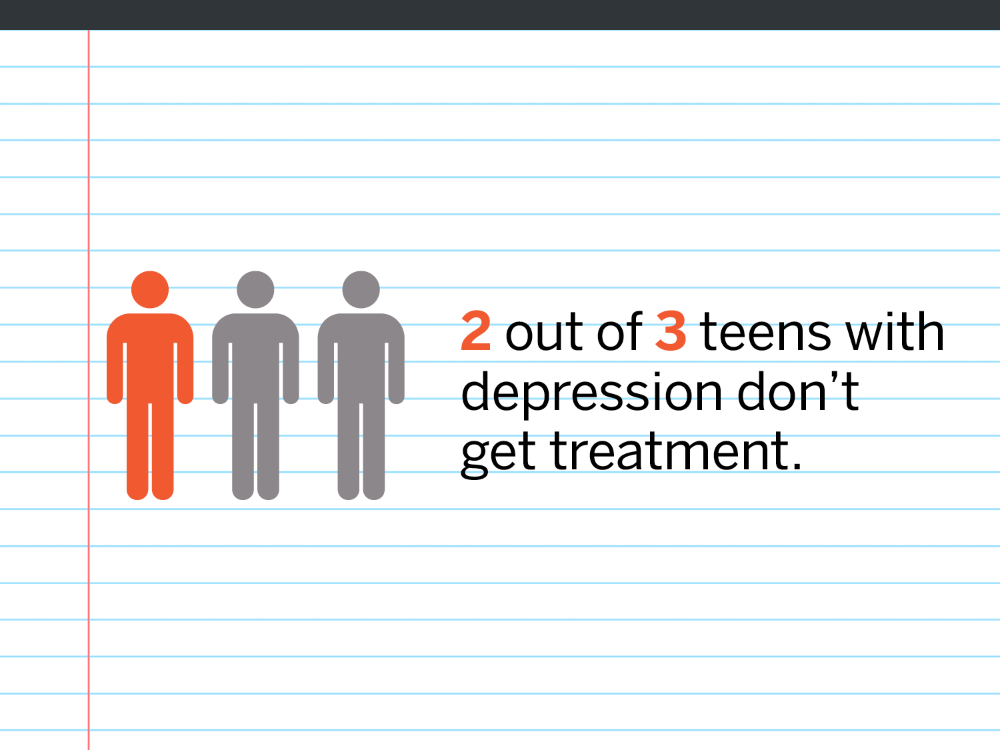 2 out of 3 teens with
depression don’t
get treatment.